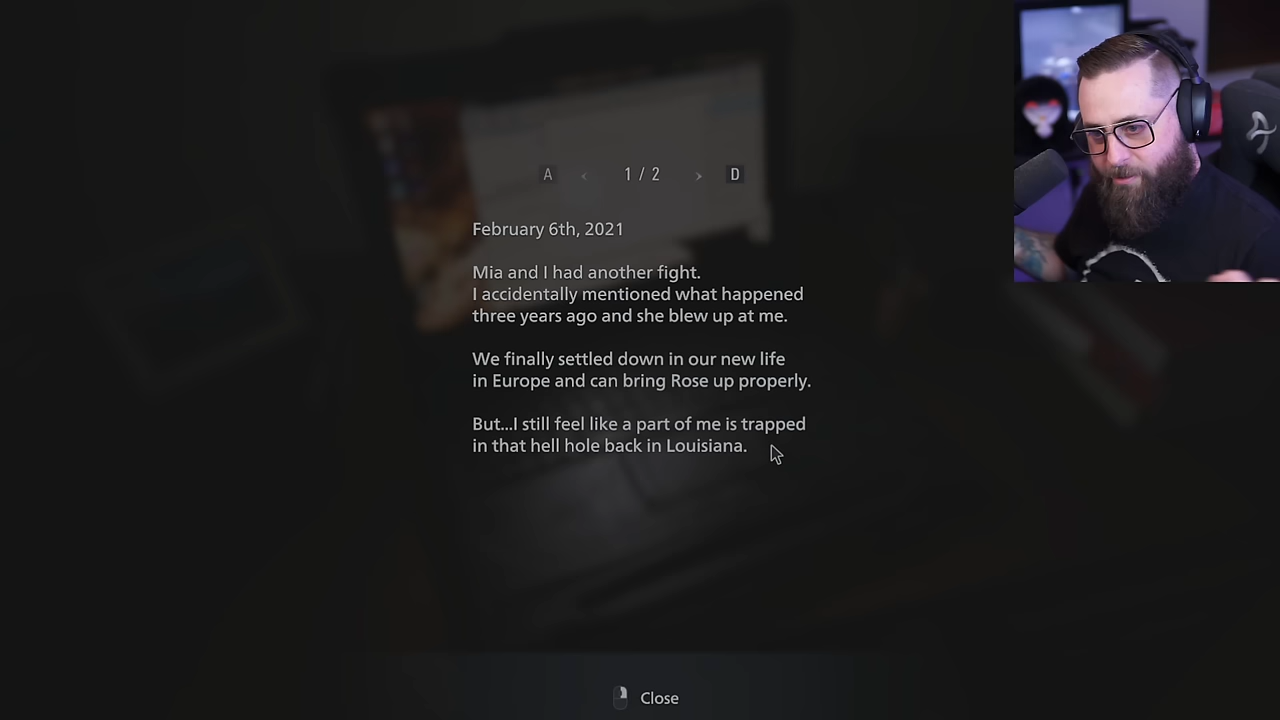 A < 1 / 2 > D
February 6th, 2021
Mia and I had another fight.
I accidentally mentioned what happened
three years ago and she blew up at me.
We finally settled down in our new life
in Europe and can bring Rose up properly.
But...I still feel like a part of me is trapped
in that hell hole back in Louisiana.
Close